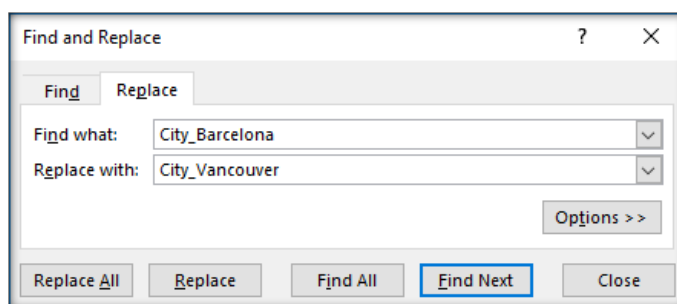 Find and Replace ?
Find Replace
Find what: City_Barcelona
Replace with: City_Vancouver
Options >>
Replace All Replace Find All Find Next Close